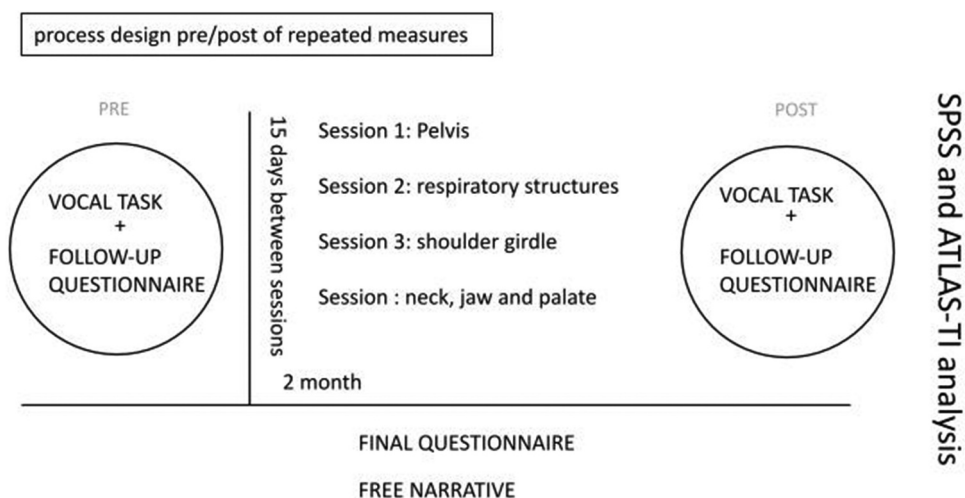 process design pre/post of repeated measures
PRE
VOCAL TASK
+
FOLLOW-UP
QUESTIONNAIRE
15 days between sessions
Session 1: Pelvis
Session 2: respiratory structures
Session 3: shoulder girdle
Session : neck, jaw and palate
2 month
POST
VOCAL TASK
+
FOLLOW-UP
QUESTIONNAIRE
SPSS and ATLAS-TI analysis
FINAL QUESTIONNAIRE
FREE NARRATIVE